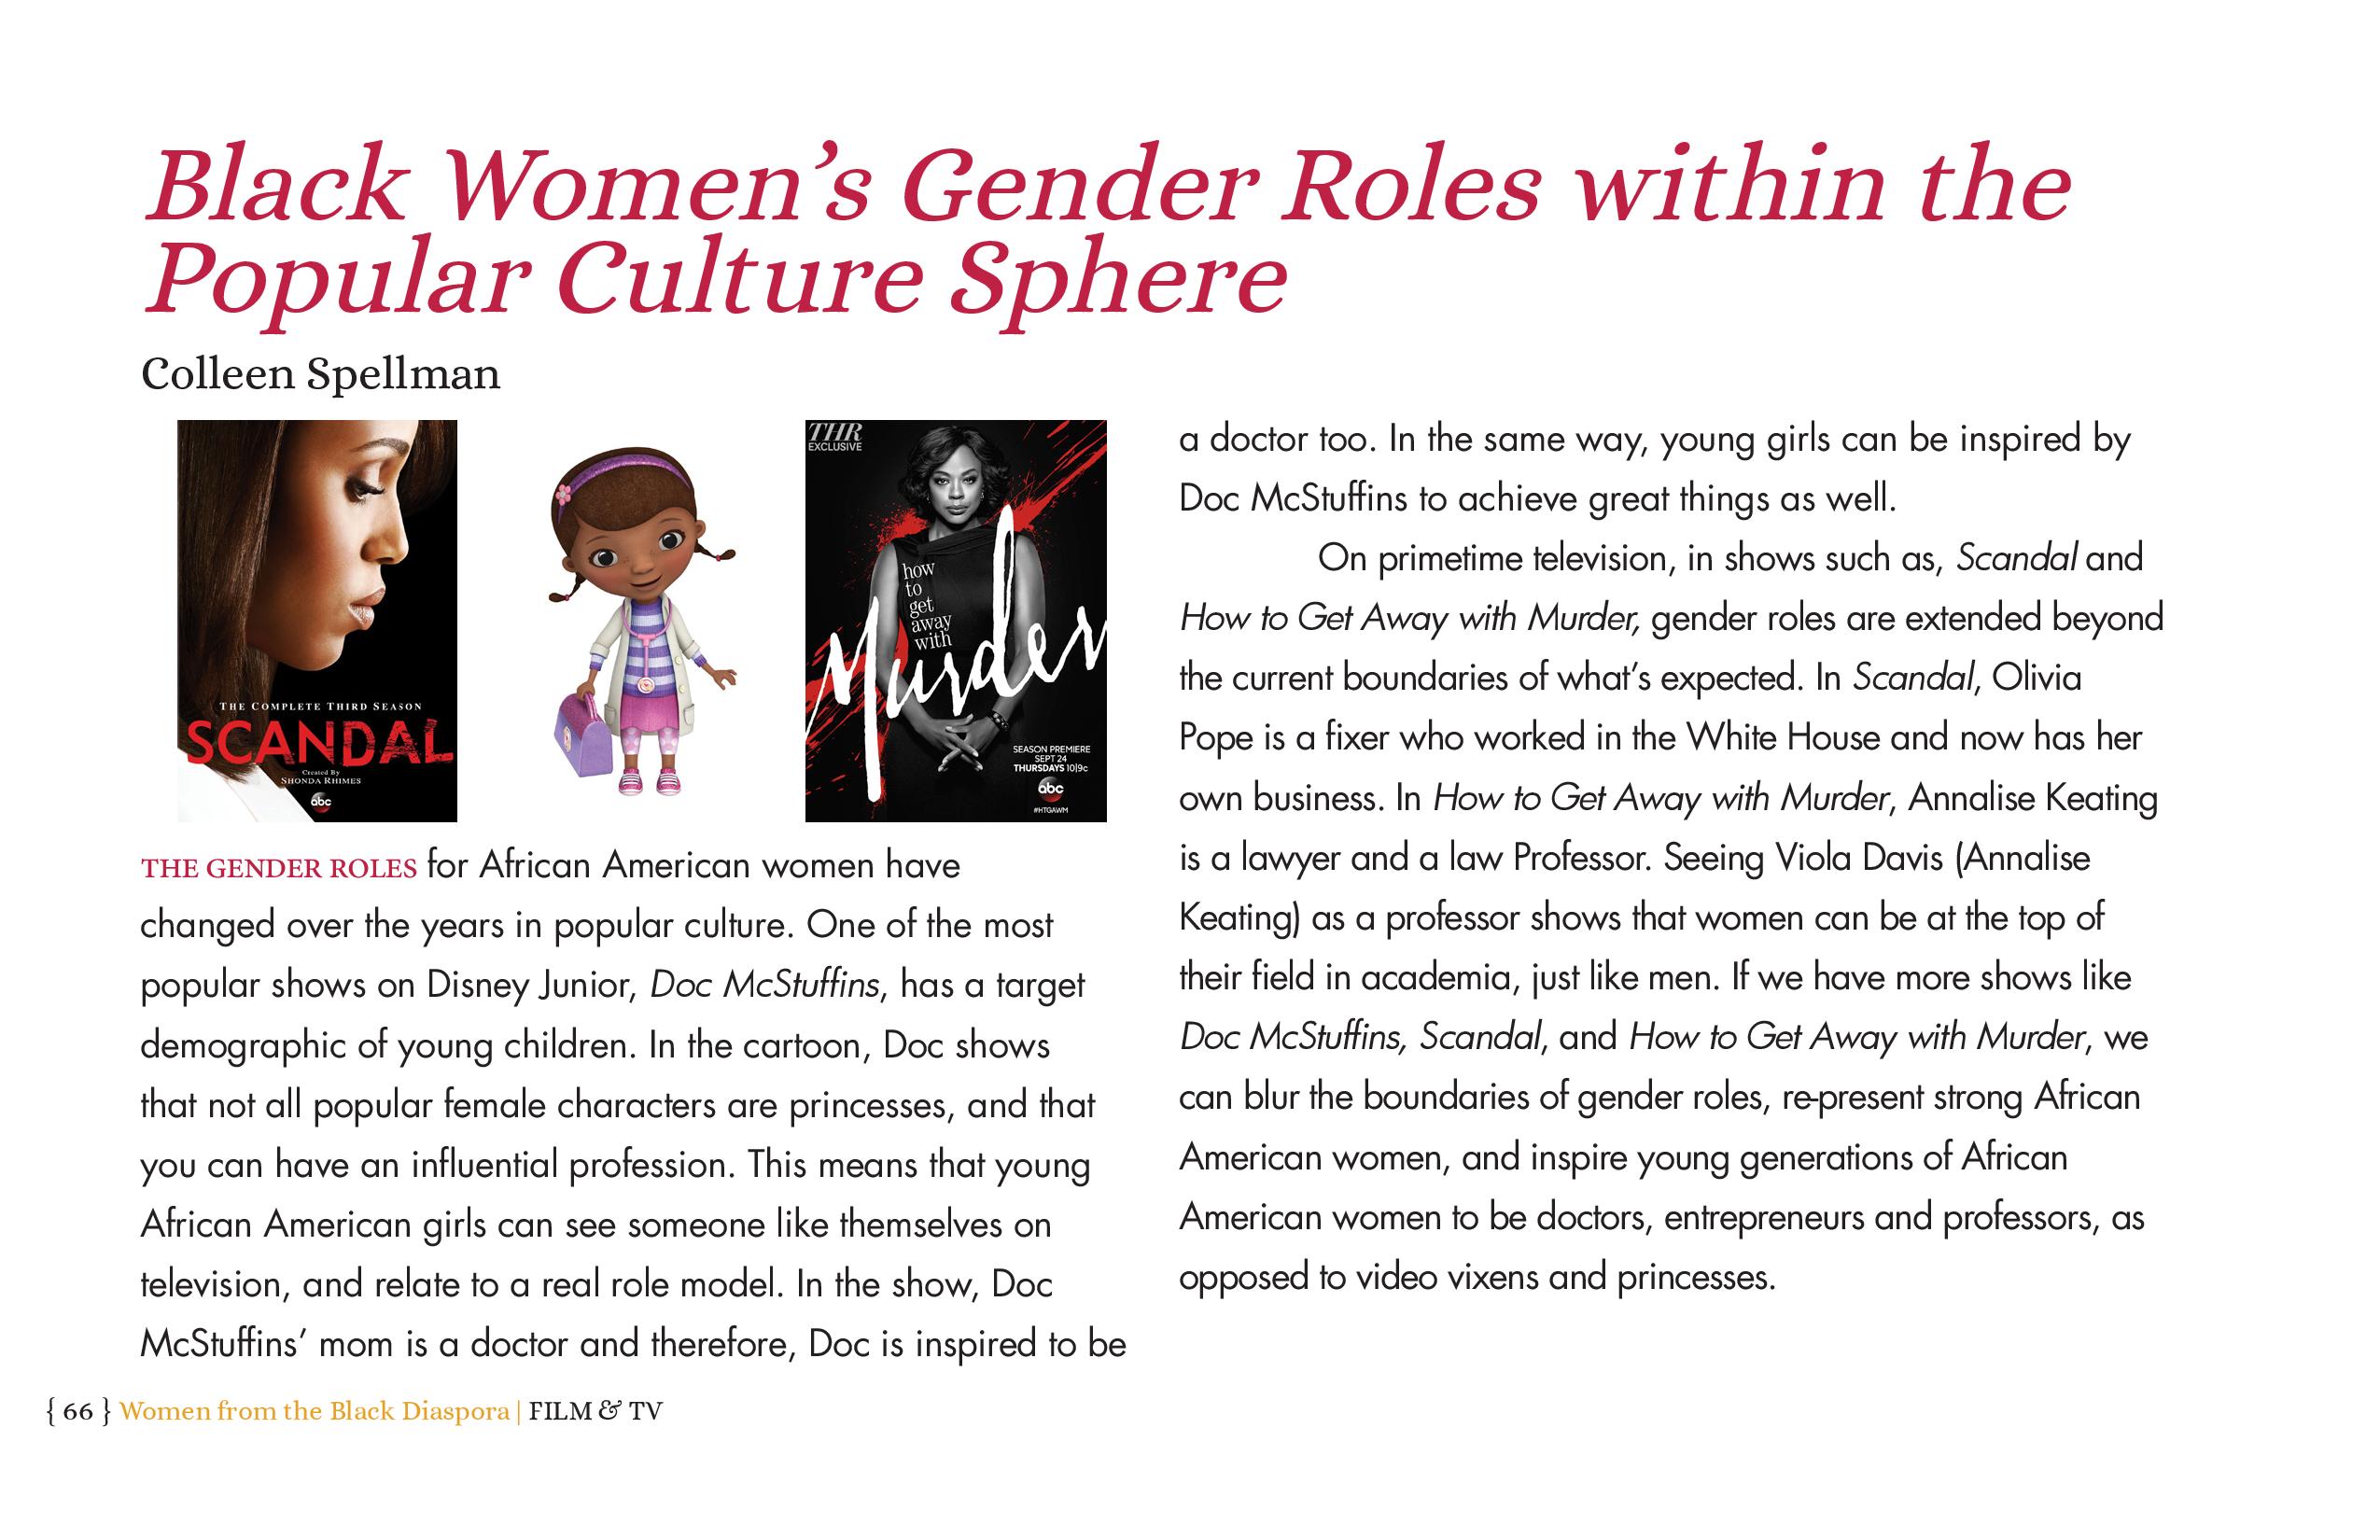 Black Women’s Gender Roles within the
Popular Culture Sphere
Colleen Spellman
THE COMPLETE THIRD SEASON
SCANDAL
Created By
SHONDA RHIMES
abc
THR
EXCLUSIVE
how
to
get
away
with
Murder
SEASON PREMIERE
SEPT 24
THURSDAYS 10|9c
abc
#HTGAWM
THE GENDER ROLES for African American women have
changed over the years in popular culture. One of the most
popular shows on Disney Junior, Doc McStuffins, has a target
demographic of young children. In the cartoon, Doc shows
that not all popular female characters are princesses, and that
you can have an influential profession. This means that young
African American girls can see someone like themselves on
television, and relate to a real role model. In the show, Doc
McStuffins’ mom is a doctor and therefore, Doc is inspired to be
a doctor too. In the same way, young girls can be inspired by
Doc McStuffins to achieve great things as well.
On primetime television, in shows such as, Scandal and
How to Get Away with Murder, gender roles are extended beyond
the current boundaries of what’s expected. In Scandal, Olivia
Pope is a fixer who worked in the White House and now has her
own business. In How to Get Away with Murder, Annalise Keating
is a lawyer and a law Professor. Seeing Viola Davis (Annalise
Keating) as a professor shows that women can be at the top of
their field in academia, just like men. If we have more shows like
Doc McStuffins, Scandal, and How to Get Away with Murder, we
can blur the boundaries of gender roles, re-present strong African
American women, and inspire young generations of African
American women to be doctors, entrepreneurs and professors, as
opposed to video vixens and princesses.
{ 66 } Women from the Black Diaspora | FILM & TV